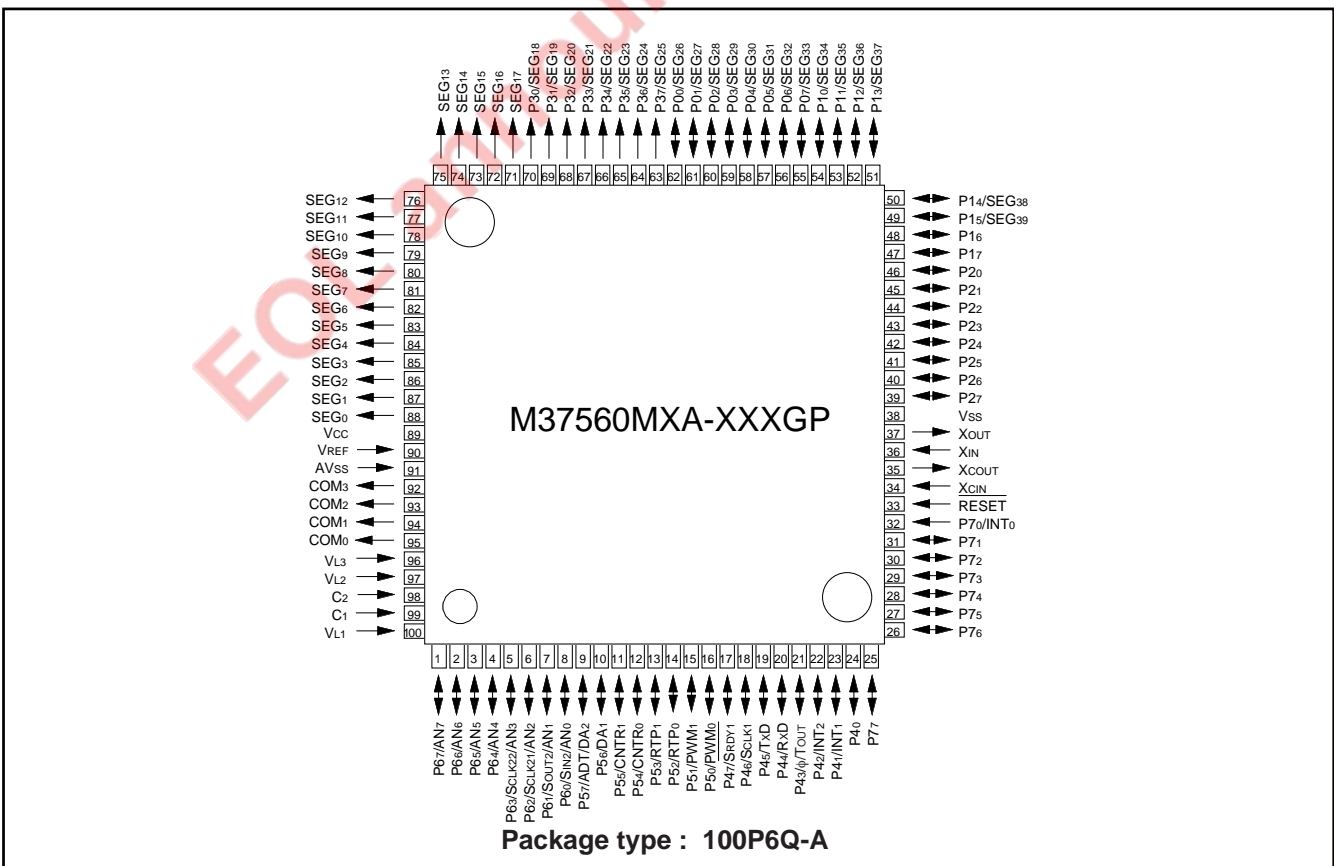 EOL announ
SEG13
SEG14
SEG15
SEG16
SEG17
P30/SEG18
P31/SEG19
P32/SEG20
P33/SEG21
P34/SEG22
P35/SEG23
P36/SEG24
P37/SEG25
P00/SEG26
P01/SEG27
P02/SEG28
P03/SEG29
P04/SEG30
P05/SEG31
P06/SEG32
P07/SEG33
P10/SEG34
P11/SEG35
P12/SEG36
P13/SEG37
75 74 73 72 71 70 69 68 67 66 65 64 63 62 61 60 59 58 57 56 55 54 53 52 51
SEG12 76
SEG11 77
SEG10 78
SEG9 79
SEG8 80
SEG7 81
SEG6 82
SEG5 83
SEG4 84
SEG3 85
SEG2 86
SEG1 87
SEG0 88
VCC 89
VREF 90
AVSS 91
COM3 92
COM2 93
COM1 94
COM0 95
VL3 96
VL2 97
C2 98
C1 99
VL1 100
M37560MXA-XXXGP
50 P14/SEG38
49 P15/SEG39
48 P16
47 P17
46 P20
45 P21
44 P22
43 P23
42 P24
41 P25
40 P26
39 P27
38 VSS
37 XOUT
36 XIN
35 XCOUT
34 XCIN
33 RESET
32 P70/INT0
31 P71
30 P72
29 P73
28 P74
27 P75
26 P76
1 2 3 4 5 6 7 8 9 10 11 12 13 14 15 16 17 18 19 20 21 22 23 24 25
P67/AN7
P66/AN6
P65/AN5
P64/AN4
P63/SCLK22/AN3
P62/SCLK21/AN2
P61/SOUT2/AN1
P60/SIN2/AN0
P57/ADT/DA2
P56/DA1
P55/CNTR1
P54/CNTR0
P53/RTP1
P52/RTP0
P51/PWM1
P50/PWM0
P47/SRDY1
P46/SCLK1
P45/TXD
P44/RXD
P43/ϕ/TOUT
P42/INT2
P41/INT1
P40
P77
Package type : 100P6Q-A